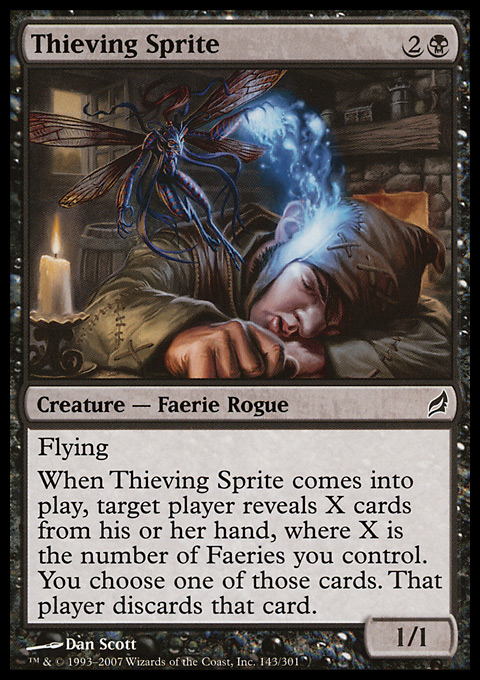 Thieving Sprite 2
Creature — Faerie Rogue
Flying
When Thieving Sprite comes into
play, target player reveals X cards
from his or her hand, where X is
the number of Faeries you control.
You choose one of those cards. That
player discards that card.
Dan Scott
1/1
™ & © 1993–2007 Wizards of the Coast, Inc. 143/301